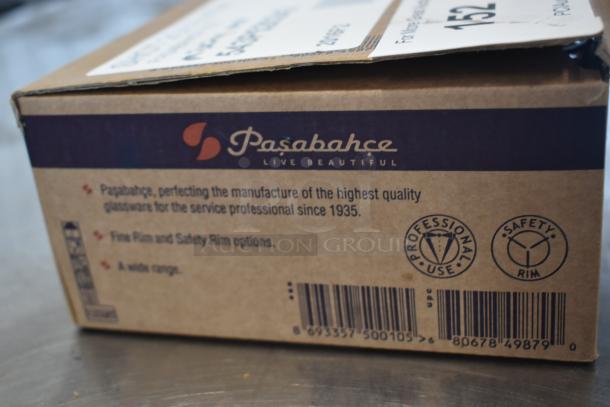 152
Paşabahçe
LIVE BEAUTIFUL
Paşabahçe, perfecting the manufacture of the highest quality
glassware for the service professional since 1935.
Fine Rim and Safety Rim options.
A wide range.
AUCTION GROUP
PROFESSIONAL
• USE •
• SAFETY •
RIM
8 693357 500105 >
6 80678 49879 0